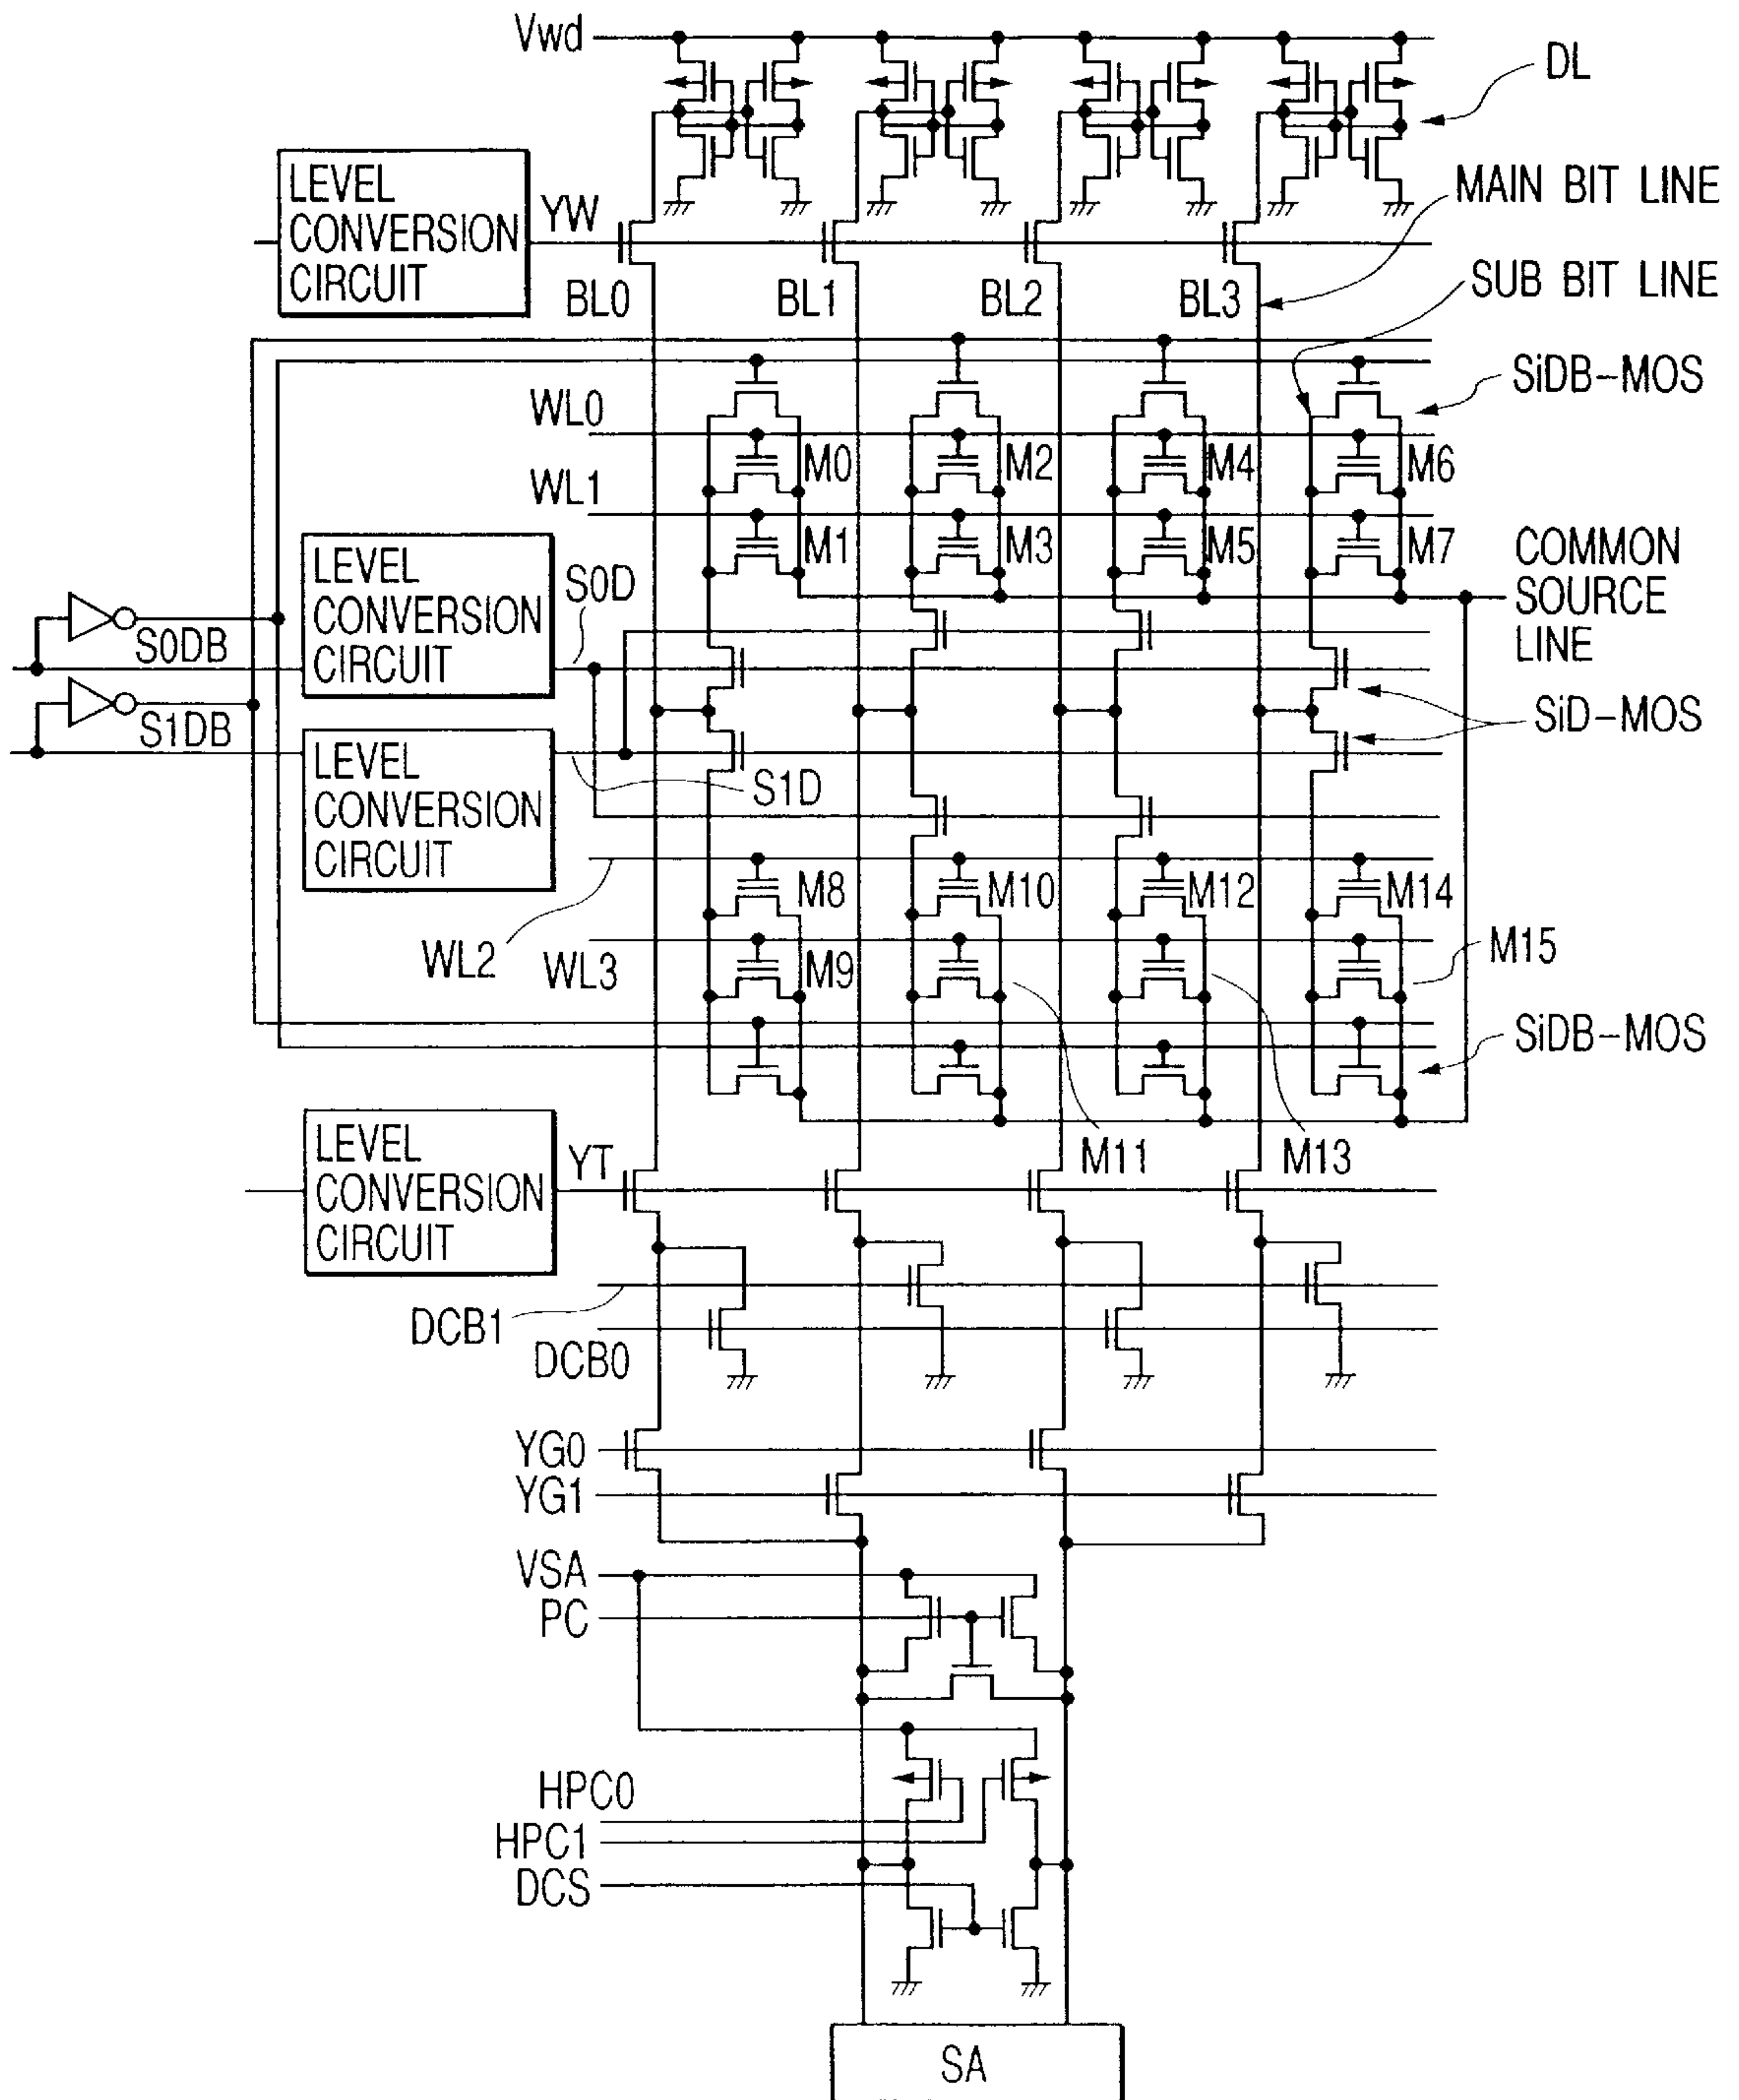 Vwd
DL
LEVEL
CONVERSION
CIRCUIT
YW
MAIN BIT LINE
SUB BIT LINE
BL0
BL1
BL2
BL3
SiDB-MOS
WL0
M0
M2
M4
M6
WL1
M1
M3
M5
M7
COMMON
SOURCE
LINE
LEVEL
CONVERSION
CIRCUIT
S0D
S0DB
S1DB
SiD-MOS
LEVEL
CONVERSION
CIRCUIT
S1D
M8
M10
M12
M14
WL2
WL3
M9
M15
SiDB-MOS
LEVEL
CONVERSION
CIRCUIT
YT
M11
M13
DCB1
DCB0
YG0
YG1
VSA
PC
HPC0
HPC1
DCS
SA